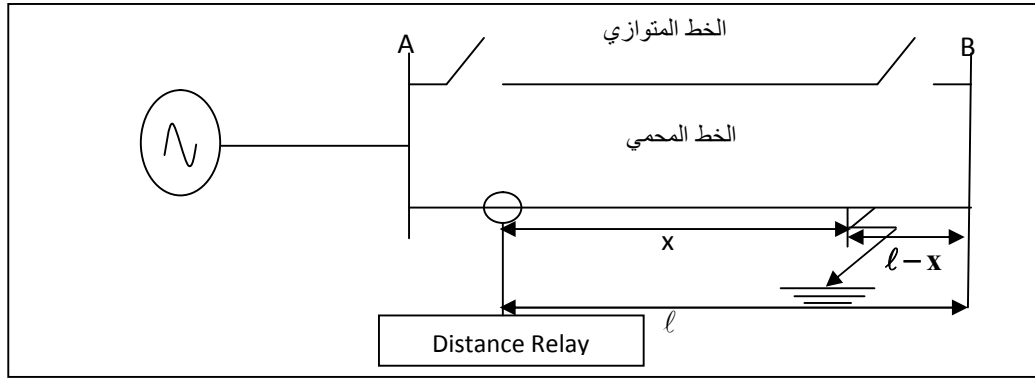 الخط المتوازي
A
B
الخط المحمي
x
ℓ − x
ℓ
Distance Relay